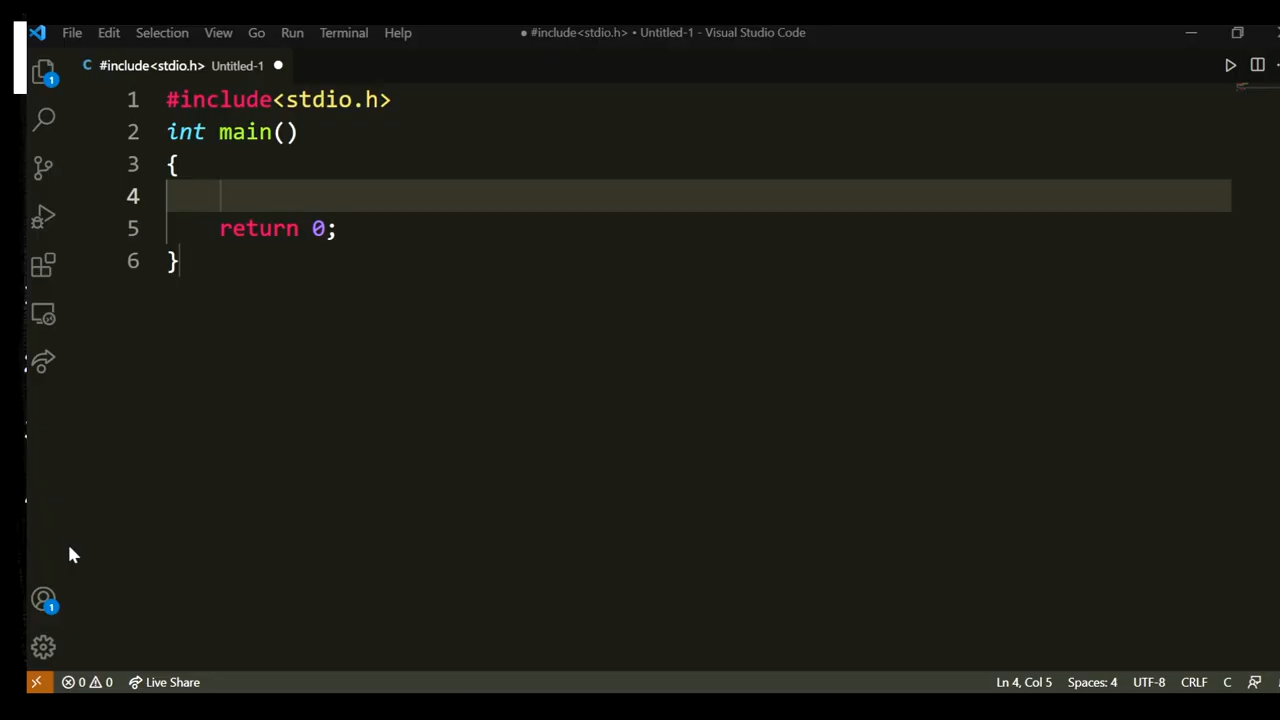 File Edit Selection View Go Run Terminal Help ● #include<stdio.h> • Untitled-1 - Visual Studio Code
C #include<stdio.h> Untitled-1 ●
1 #include<stdio.h>
2 int main()
3 {
4
5 return 0;
6 }
1
1
0 0 Live Share Ln 4, Col 5 Spaces: 4 UTF-8 CRLF C